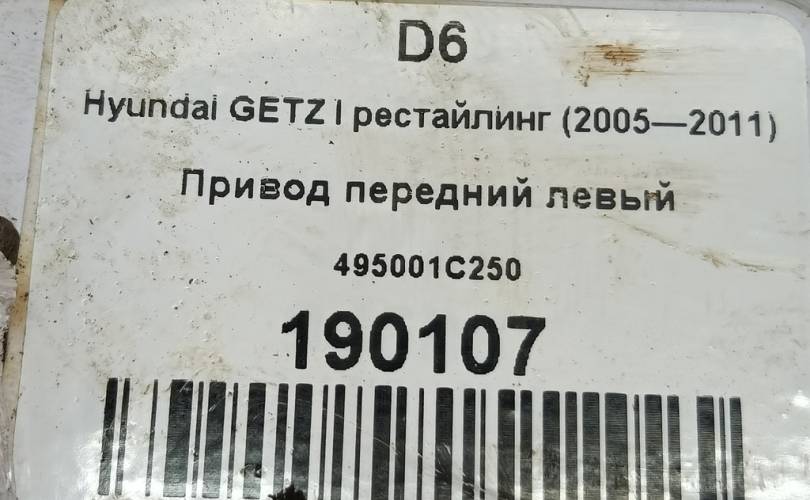 D6
Hyundai GETZ I рестайлинг (2005—2011)
Привод передний левый
495001C250
190107